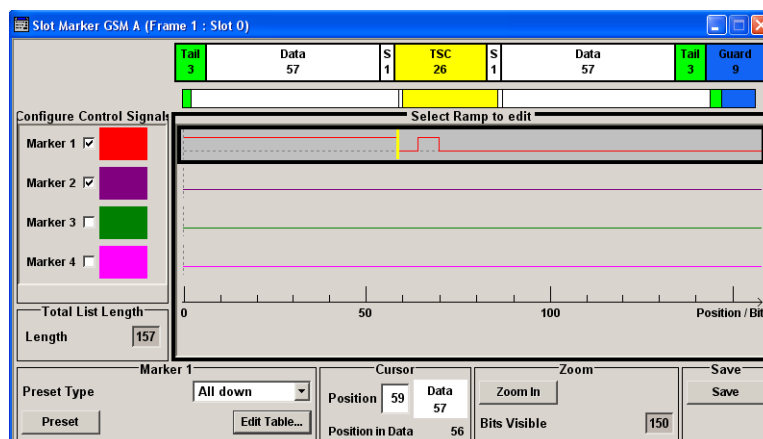 Slot Marker GSM A (Frame 1 : Slot 0)
Tail Data S TSC S Data Tail Guard
3 57 1 26 1 57 3 9
Configure Control Signals
Select Ramp to edit
Marker 1
Marker 2
Marker 3
Marker 4
0 50 100 Position / Bit
Total List Length
Length 157
Marker 1
Preset Type All down
Preset Edit Table...
Cursor
Position 59 Data
57
Position in Data 56
Zoom
Zoom In
Bits Visible 150
Save
Save